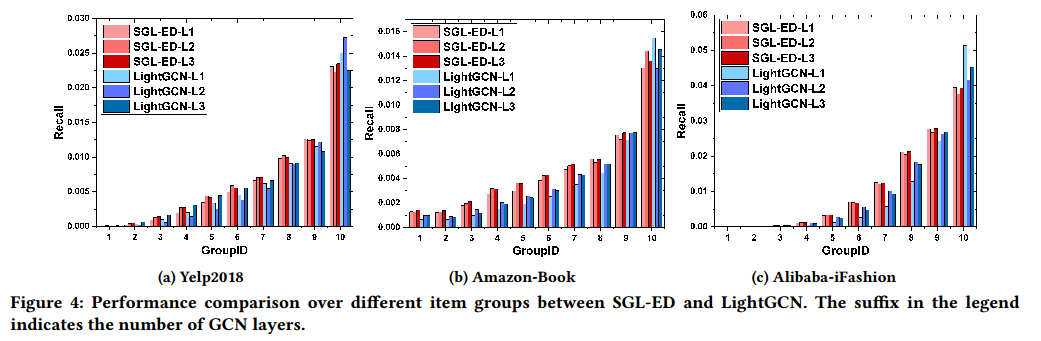 SGL-ED-L1
SGL-ED-L2
SGL-ED-L3
LightGCN-L1
LightGCN-L2
LightGCN-L3
0.030
0.025
0.020
0.015
0.010
0.005
0.000
Recall
1 2 3 4 5 6 7 8 9 10
GroupID
(a) Yelp2018
SGL-ED-L1
SGL-ED-L2
SGL-ED-L3
LightGCN-L1
LightGCN-L2
LightGCN-L3
0.016
0.014
0.012
0.010
0.008
0.006
0.004
0.002
0.000
Recall
1 2 3 4 5 6 7 8 9 10
GroupID
(b) Amazon-Book
SGL-ED-L1
SGL-ED-L2
SGL-ED-L3
LightGCN-L1
LightGCN-L2
LightGCN-L3
0.06
0.05
0.04
0.03
0.02
0.01
0.00
Recall
1 2 3 4 5 6 7 8 9 10
GroupID
(c) Alibaba-iFashion
Figure 4: Performance comparison over different item groups between SGL-ED and LightGCN. The suffix in the legend
indicates the number of GCN layers.